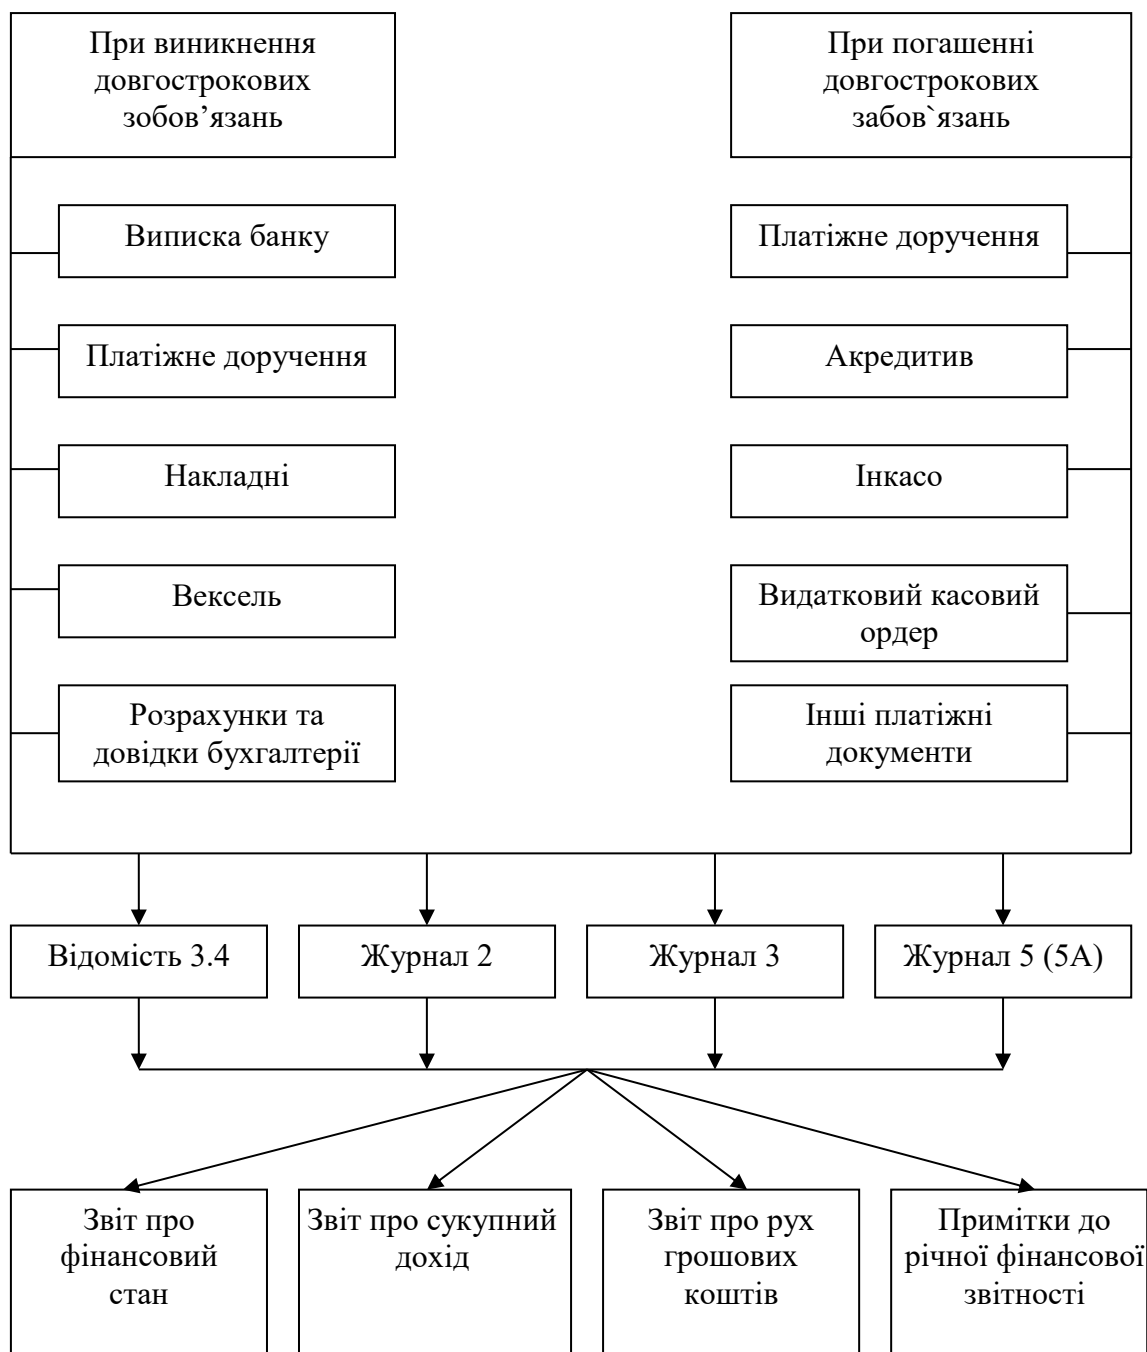 При виникнення
довгострокових
зобов’язань
При погашенні
довгострокових
забов`язань
Виписка банку
Платіжне доручення
Платіжне доручення
Акредитив
Накладні
Інкасо
Вексель
Видатковий касовий
ордер
Розрахунки та
довідки бухгалтерії
Інші платіжні
документи
Відомість 3.4
Журнал 2
Журнал 3
Журнал 5 (5А)
Звіт про
фінансовий
стан
Звіт про сукупний
дохід
Звіт про рух
грошових
коштів
Примітки до
річної фінансової
звітності